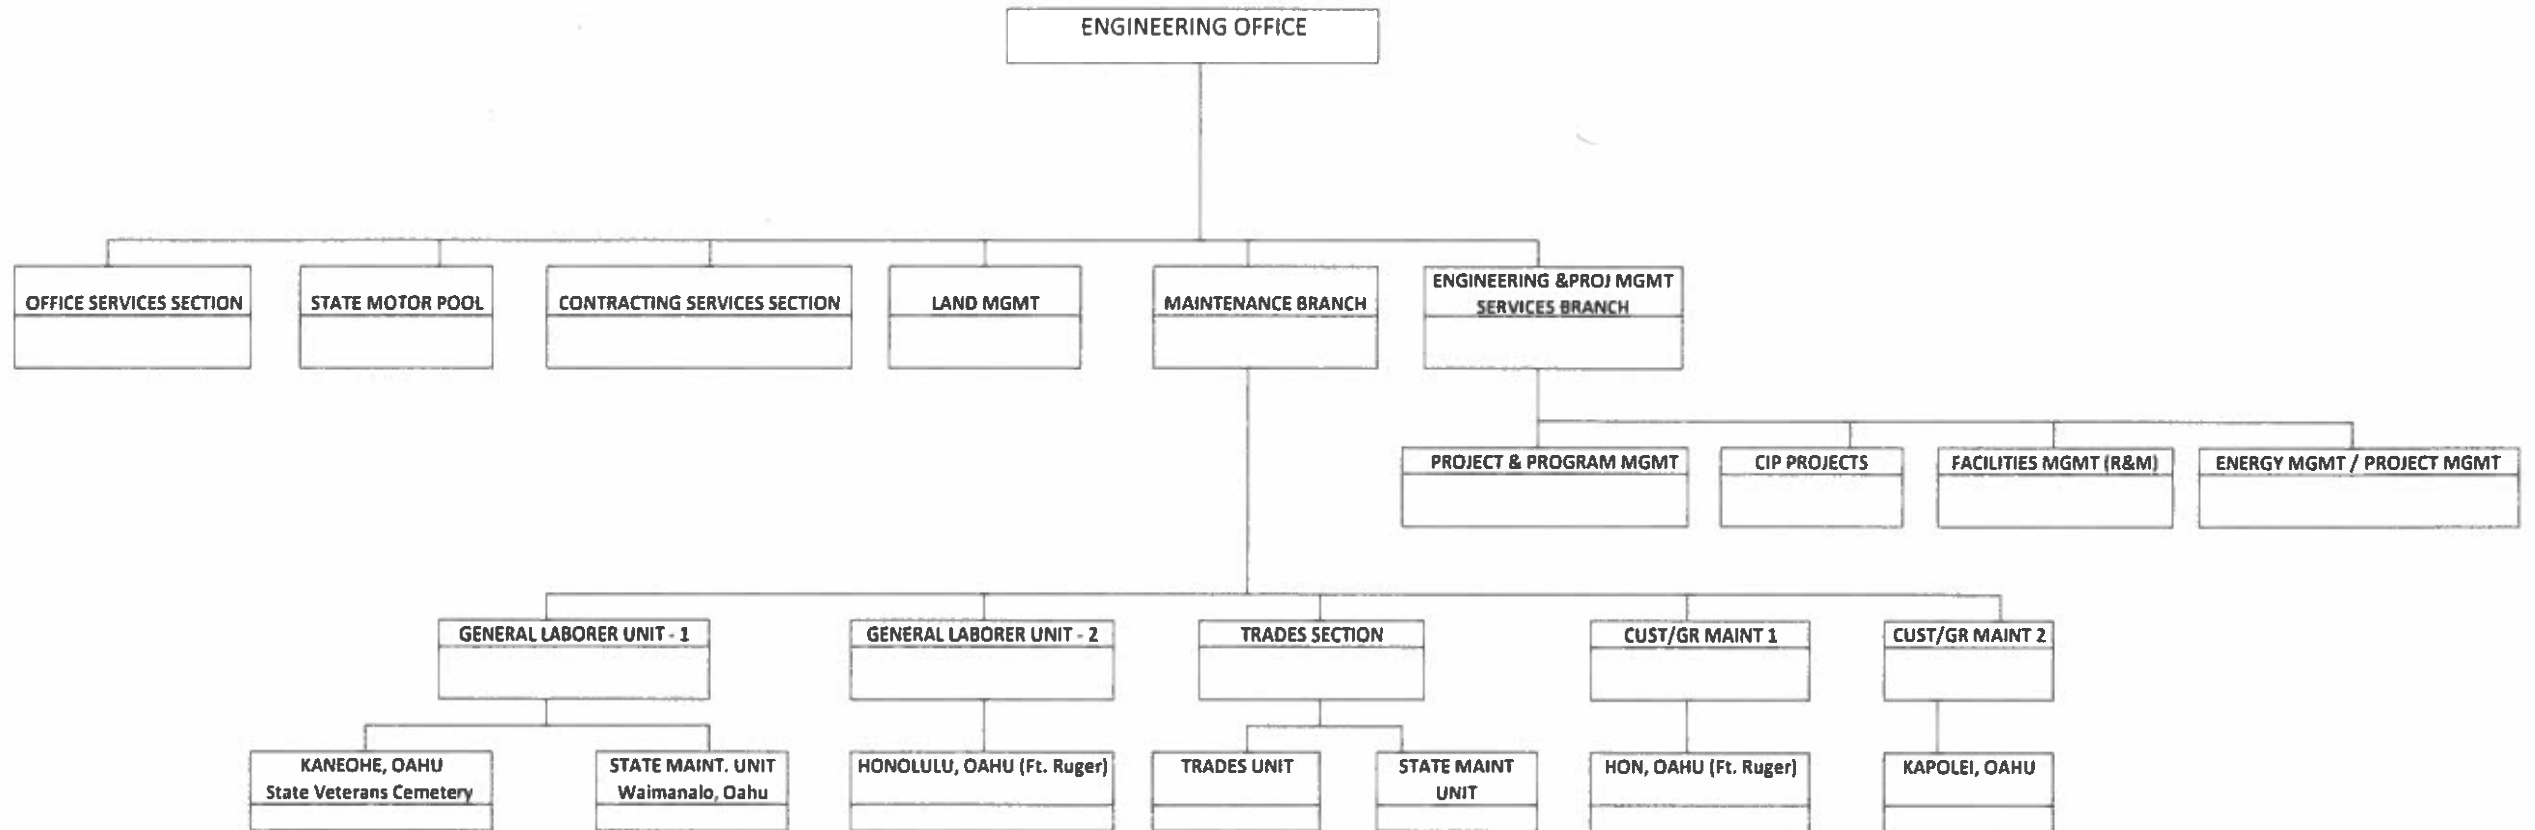 ENGINEERING OFFICE
OFFICE SERVICES SECTION
STATE MOTOR POOL
CONTRACTING SERVICES SECTION
LAND MGMT
MAINTENANCE BRANCH
ENGINEERING &PROJ MGMT
SERVICES BRANCH
PROJECT & PROGRAM MGMT
CIP PROJECTS
FACILITIES MGMT (R&M)
ENERGY MGMT / PROJECT MGMT
GENERAL LABORER UNIT - 1
GENERAL LABORER UNIT - 2
TRADES SECTION
CUST/GR MAINT 1
CUST/GR MAINT 2
KANEOHE, OAHU
State Veterans Cemetery
STATE MAINT. UNIT
Waimanalo, Oahu
HONOLULU, OAHU (Ft. Ruger)
TRADES UNIT
STATE MAINT
UNIT
HON, OAHU (Ft. Ruger)
KAPOLEI, OAHU